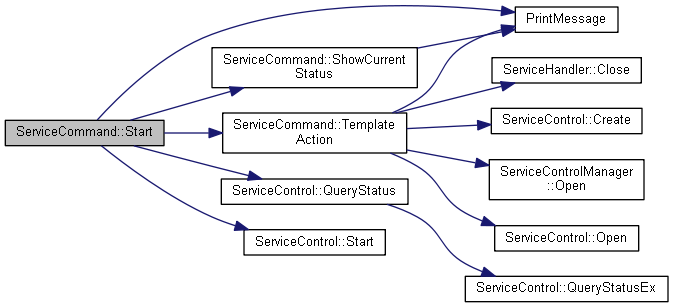 PrintMessage
ServiceCommand::ShowCurrent
Status
ServiceHandler::Close
ServiceControl::Create
ServiceCommand::Start
ServiceCommand::Template
Action
ServiceControlManager
::Open
ServiceControl::QueryStatus
ServiceControl::Start
ServiceControl::Open
ServiceControl::QueryStatusEx